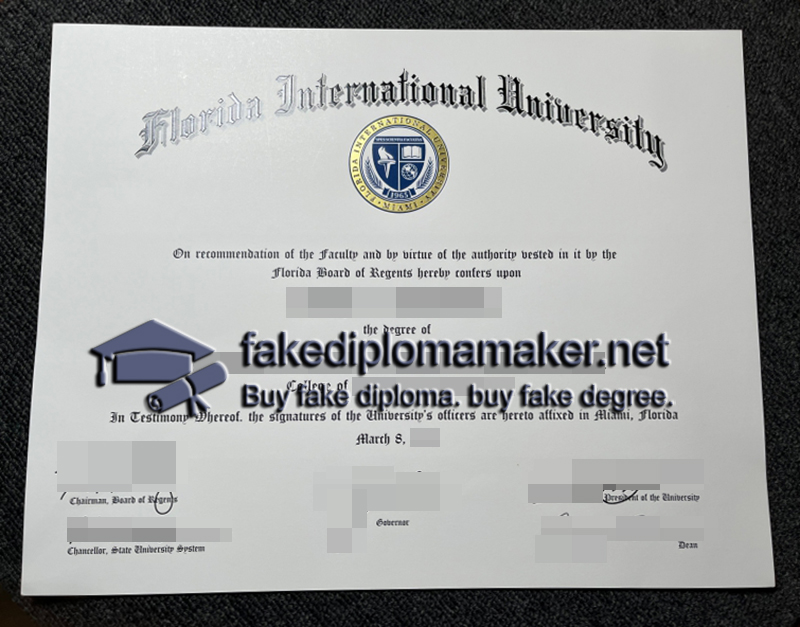 Florida International University
FLORIDA INTERNATIONAL UNIVERSITY
1965
MIAMI
On recommendation of the Faculty and by virtue of the authority vested in it by the
Florida Board of Regents hereby confers upon
the degree of
fakediplomamaker.net
College of
Buy fake diploma. buy fake degree.
In Testimony Whereof. the signatures of the University's officers are hereto affixed in Miami, Florida
March 8,
Chairman, Board of Regents
President of the University
Governor
Chancellor, State University System
Dean